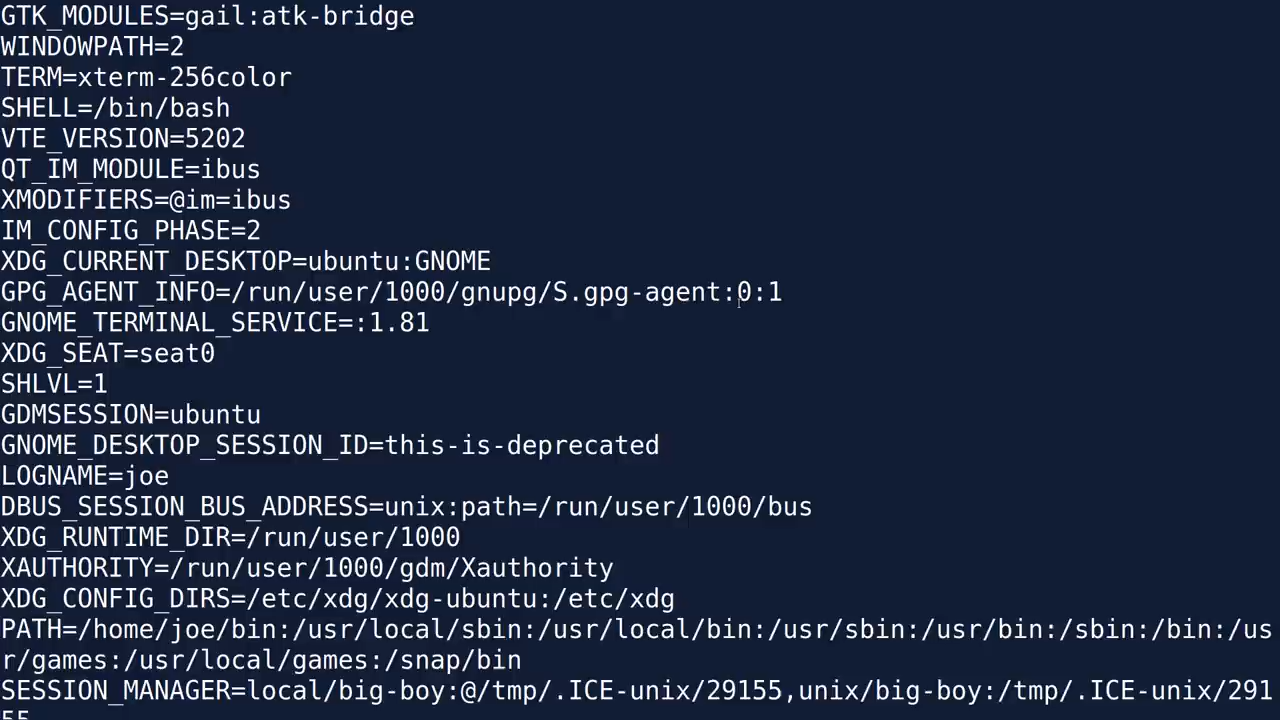 GTK_MODULES=gail:atk-bridge
WINDOWPATH=2
TERM=xterm-256color
SHELL=/bin/bash
VTE_VERSION=5202
QT_IM_MODULE=ibus
XMODIFIERS=@im=ibus
IM_CONFIG_PHASE=2
XDG_CURRENT_DESKTOP=ubuntu:GNOME
GPG_AGENT_INFO=/run/user/1000/gnupg/S.gpg-agent:0:1
GNOME_TERMINAL_SERVICE=:1.81
XDG_SEAT=seat0
SHLVL=1
GDMSESSION=ubuntu
GNOME_DESKTOP_SESSION_ID=this-is-deprecated
LOGNAME=joe
DBUS_SESSION_BUS_ADDRESS=unix:path=/run/user/1000/bus
XDG_RUNTIME_DIR=/run/user/1000
XAUTHORITY=/run/user/1000/gdm/Xauthority
XDG_CONFIG_DIRS=/etc/xdg/xdg-ubuntu:/etc/xdg
PATH=/home/joe/bin:/usr/local/sbin:/usr/local/bin:/usr/sbin:/usr/bin:/sbin:/bin:/us
r/games:/usr/local/games:/snap/bin
SESSION_MANAGER=local/big-boy:@/tmp/.ICE-unix/29155,unix/big-boy:/tmp/.ICE-unix/291
55